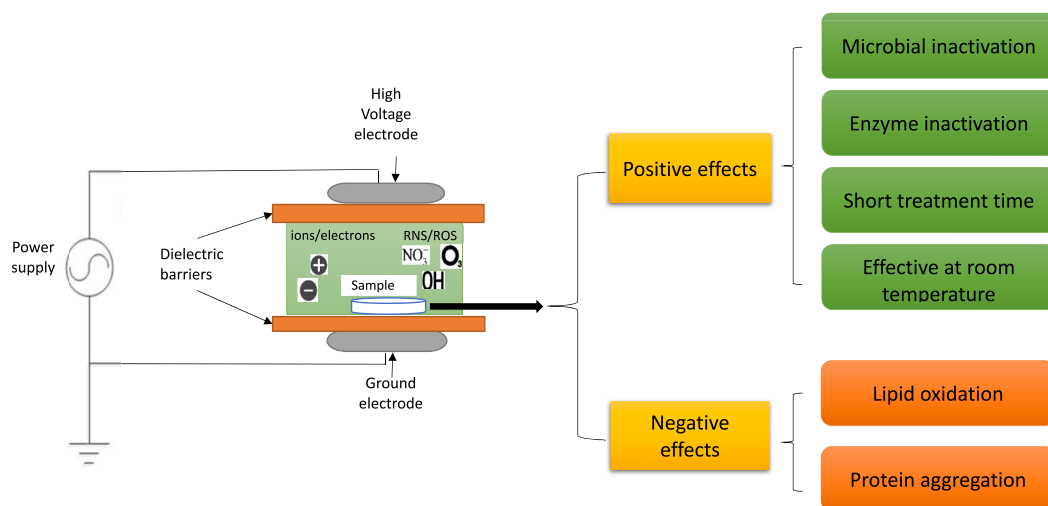 High
Voltage
electrode
Power
supply
Dielectric
barriers
ions/electrons
RNS/ROS
NO₃⁻
O₃
OH
+
−
Sample
Ground
electrode
Positive effects
Microbial inactivation
Enzyme inactivation
Short treatment time
Effective at room
temperature
Negative
effects
Lipid oxidation
Protein aggregation